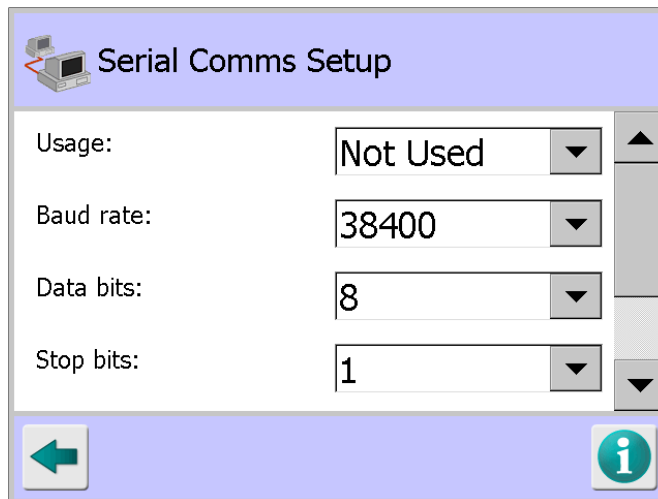 Serial Comms Setup
Usage: Not Used
Baud rate: 38400
Data bits: 8
Stop bits: 1